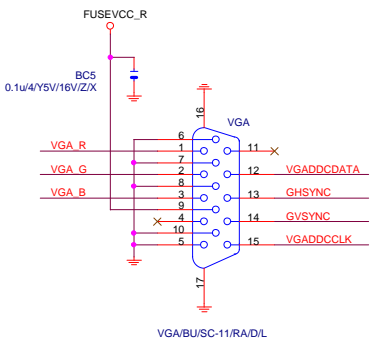 FUSEVCC_R
BC5
0.1u/4/Y5V/16V/Z/X
16
VGA
6
VGA_R 1 11
7
VGA_G 2 12 VGADDCDATA
8
VGA_B 3 13 GHSYNC
9
4 14 GVSYNC
10
5 15 VGADDCCLK
17
VGA/BU/SC-11/RA/D/L